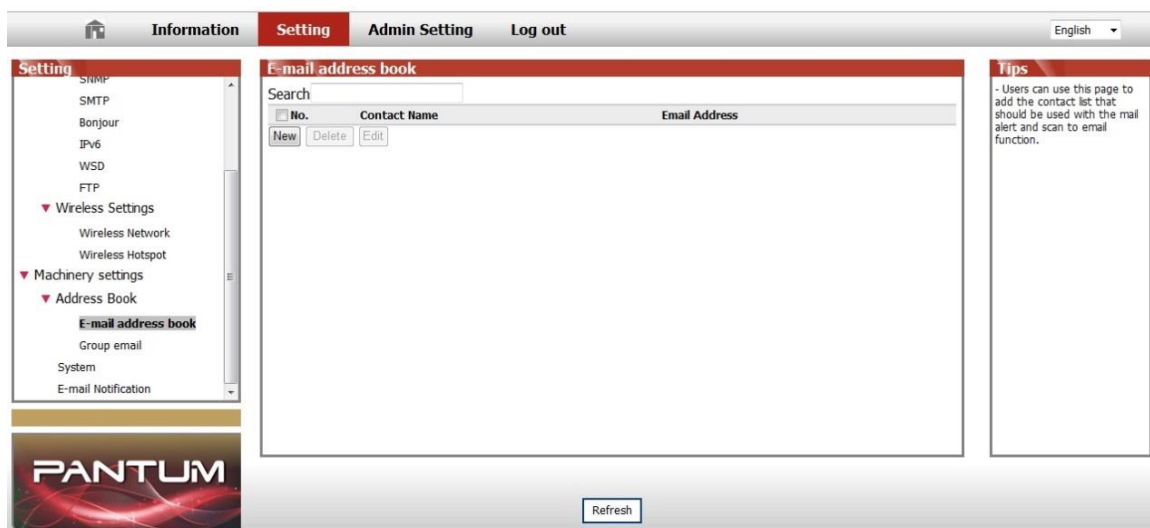 Information Setting Admin Setting Log out English
Setting
SNMP
SMTP
Bonjour
IPv6
WSD
FTP
Wireless Settings
Wireless Network
Wireless Hotspot
Machinery settings
Address Book
E-mail address book
Group email
System
E-mail Notification
PANTUM
E-mail address book
Search
No. Contact Name Email Address
New Delete Edit
Refresh
Tips
- Users can use this page to
add the contact list that
should be used with the mail
alert and scan to email
function.